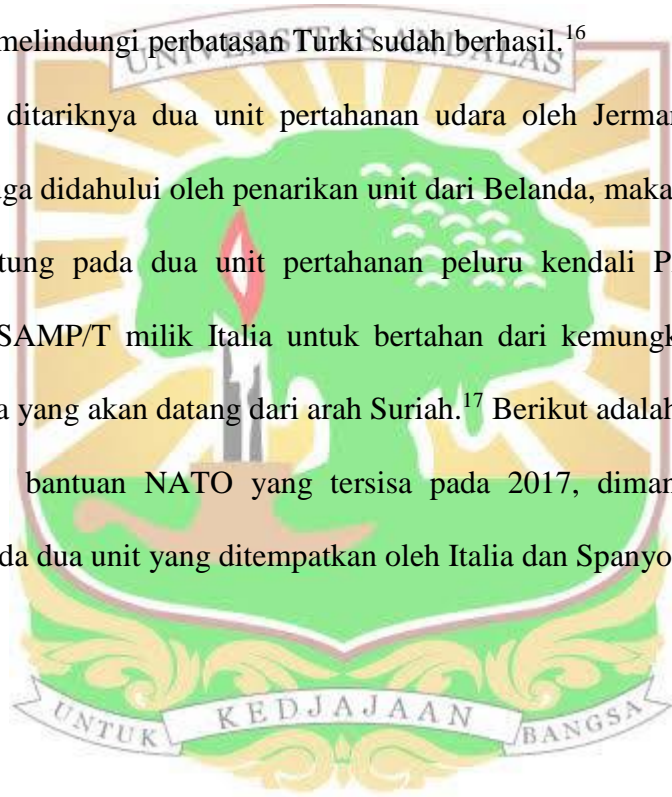 melindungi perbatasan Turki sudah berhasil.16
UNIVERSITAS ANDALAS
ditariknya dua unit pertahanan udara oleh Jerma
ga didahului oleh penarikan unit dari Belanda, maka
tung pada dua unit pertahanan peluru kendali P
SAMP/T milik Italia untuk bertahan dari kemungk
a yang akan datang dari arah Suriah.17 Berikut adalah
bantuan NATO yang tersisa pada 2017, dimar
da dua unit yang ditempatkan oleh Italia dan Spanyo
UNTUK KEDJAJAAN BANGSA